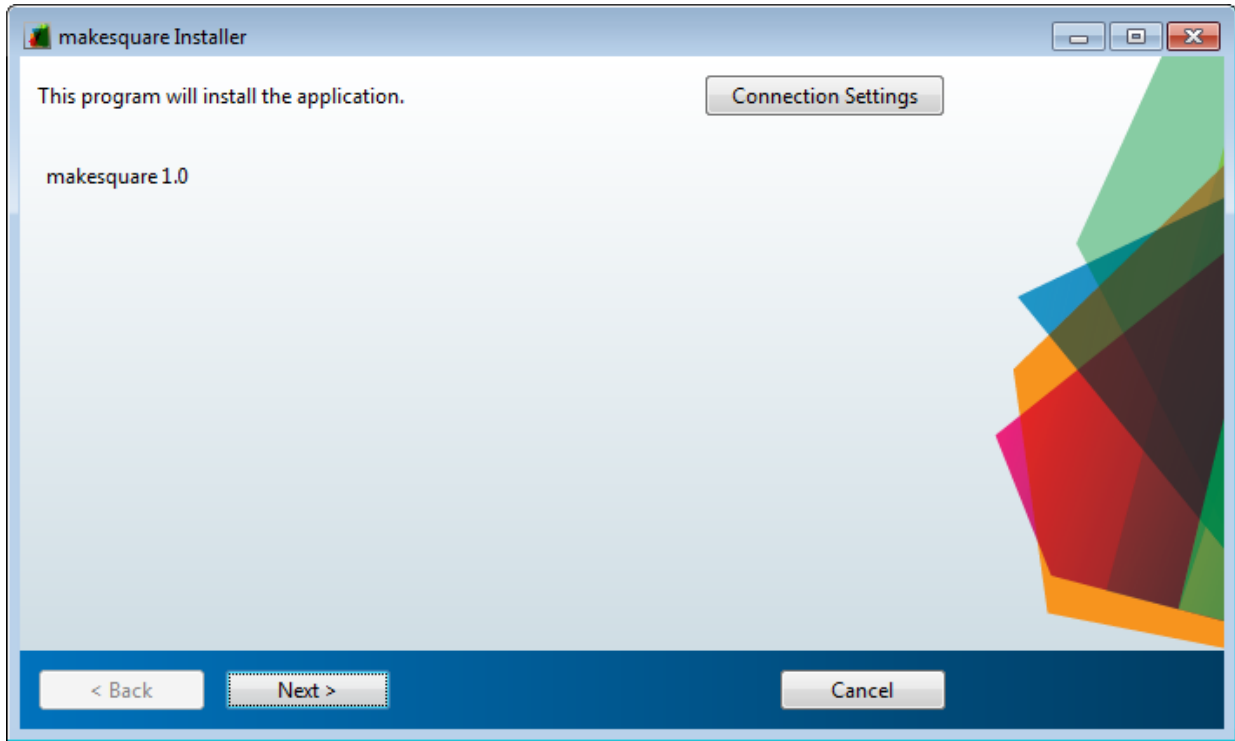 makesquare Installer
This program will install the application.
Connection Settings
makesquare 1.0
< Back
Next >
Cancel